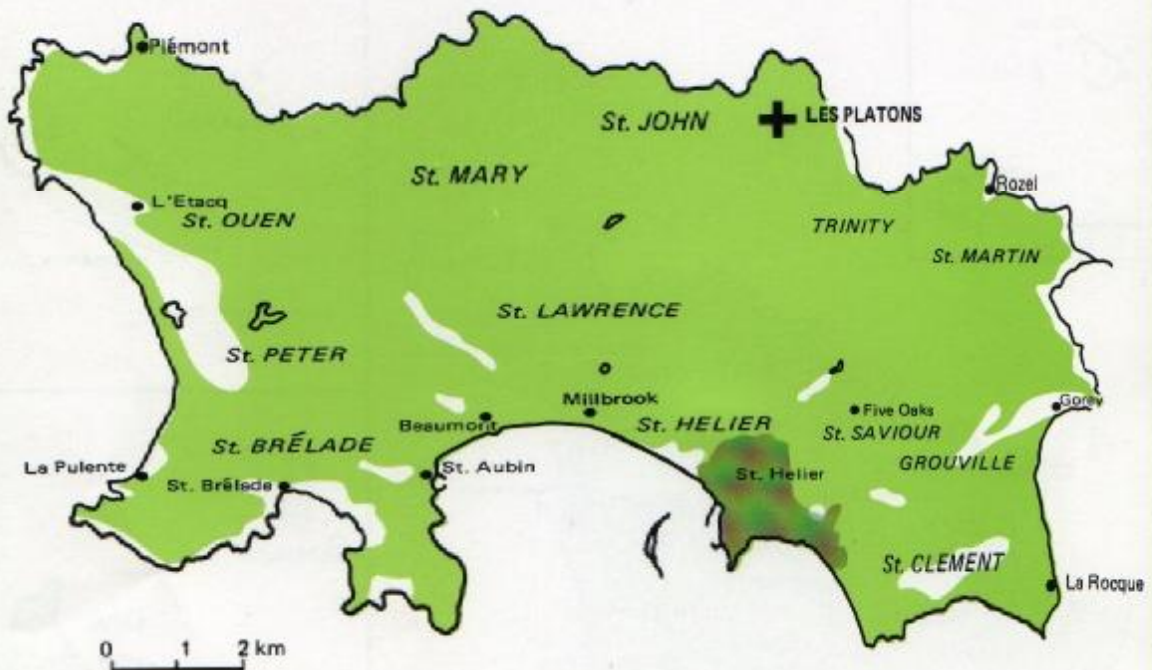 Plémont
St. JOHN
LES PLATONS
St. MARY
Rozel
L'Etacq
St. OUEN
TRINITY
St. MARTIN
St. LAWRENCE
St. PETER
Millbrook
Gorey
Five Oaks
Beaumont
St. HELIER
St. SAVIOUR
St. BRÉLADE
GROUVILLE
La Pulente
St. Aubin
St. Helier
St. Brélade
St. CLEMENT
La Rocque
0 1 2 km